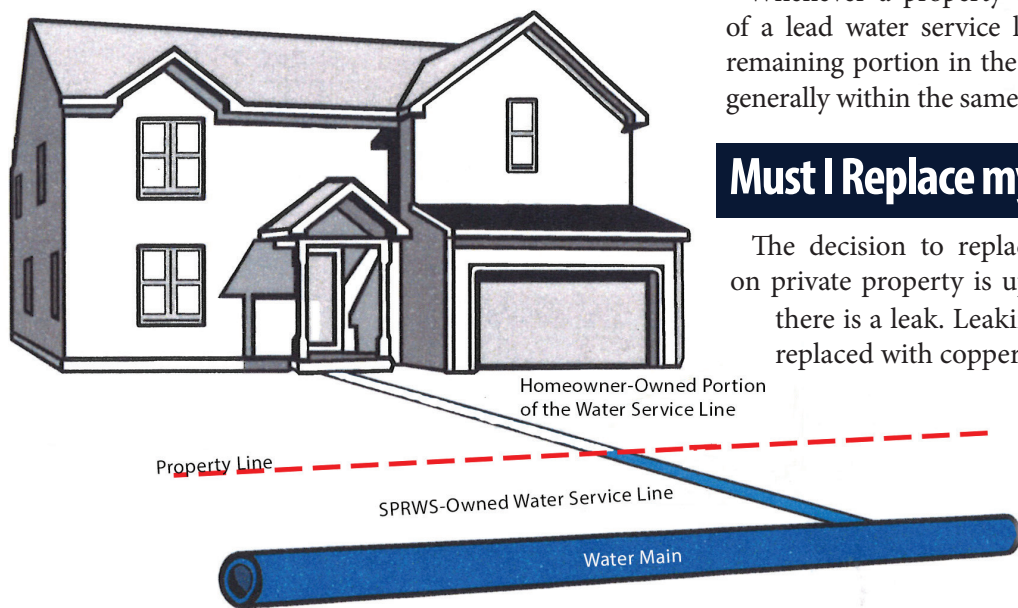 Whenever a property
of a lead water service
remaining portion in the
generally within the same
Must I Replace my
The decision to
on private property is
there is a leak.
replaced with copper
Homeowner-Owned Portion
of the Water Service Line
Property Line
SPRWS-Owned Water Service Line
Water Main